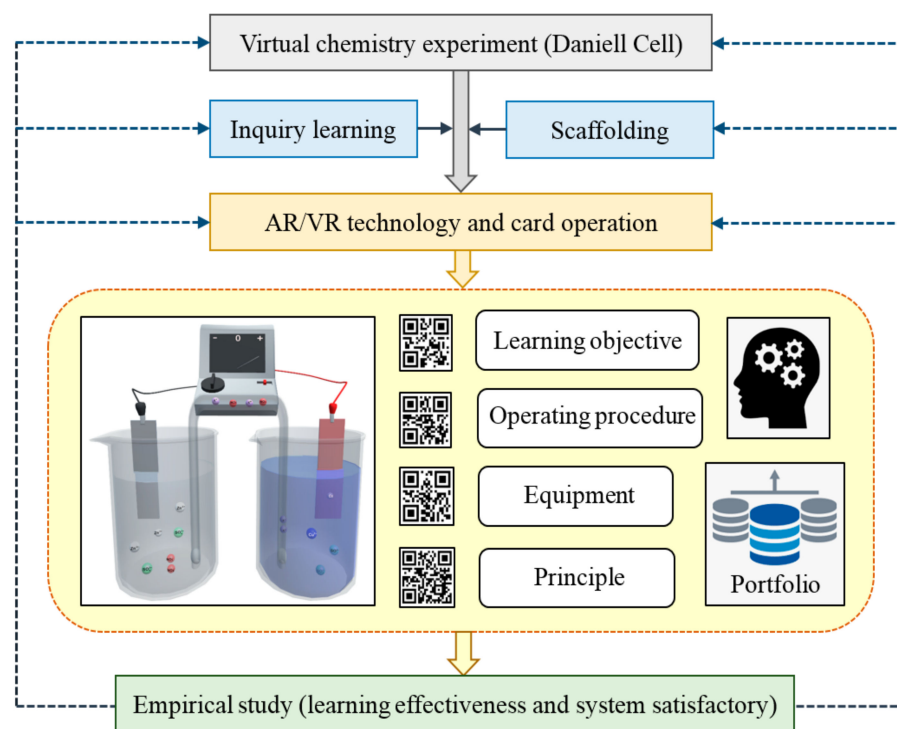 Virtual chemistry experiment (Daniell Cell)
Inquiry learning
Scaffolding
AR/VR technology and card operation
- 0 +
Learning objective
Operating procedure
Equipment
Principle
Portfolio
Empirical study (learning effectiveness and system satisfactory)